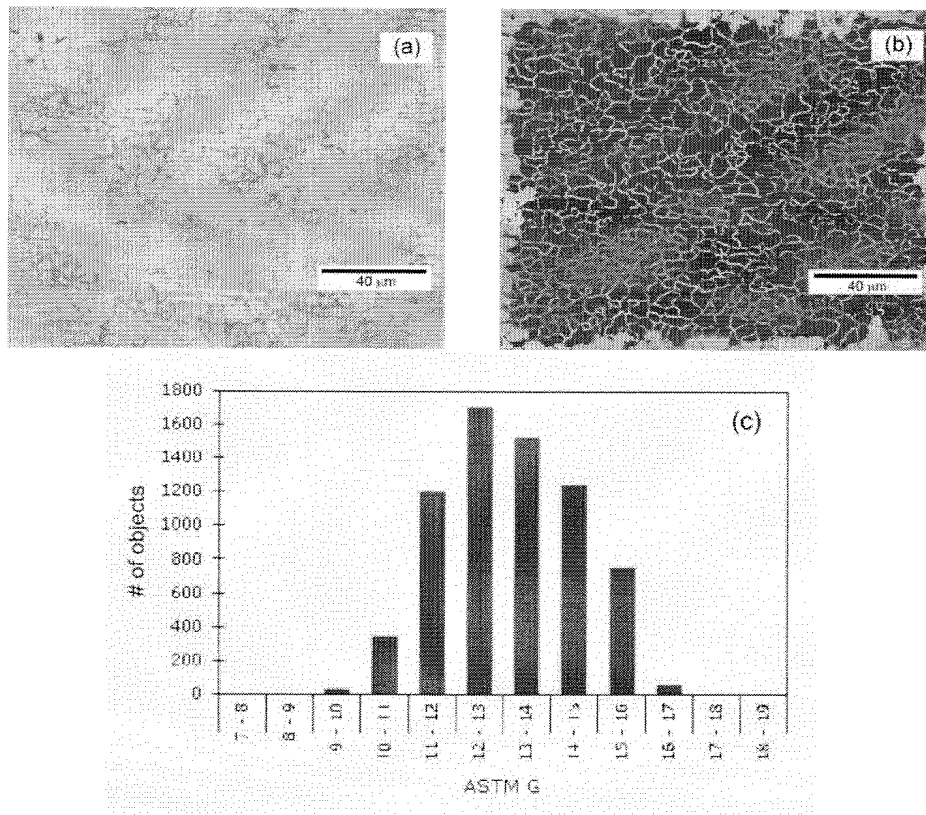 (a)
40 µm
(b)
40 µm
(c)
# of objects
1800
1600
1400
1200
1000
800
600
400
200
0
7 - 8
8 - 9
9 - 10
10 - 11
11 - 12
12 - 13
13 - 14
14 - 15
15 - 16
16 - 17
17 - 18
18 - 19
ASTM G